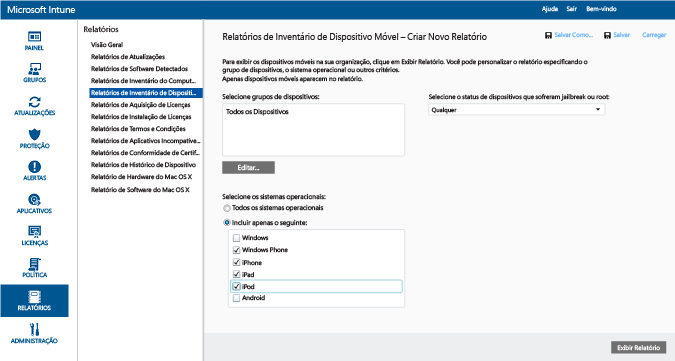 Microsoft Intune
Ajuda Sair Bem-vindo
PAINEL
GRUPOS
ATUALIZAÇÕES
PROTEÇÃO
ALERTAS
APLICATIVOS
LICENÇAS
POLÍTICA
RELATÓRIOS
ADMINISTRAÇÃO
Relatórios
Visão Geral
Relatórios de Atualizações
Relatórios de Software Detectados
Relatórios de Inventário do Comput...
Relatórios de Inventário de Dispositi...
Relatórios de Aquisição de Licenças
Relatórios de Instalação de Licenças
Relatórios de Termos e Condições
Relatórios de Aplicativos Incompative...
Relatórios de Conformidade de Certif...
Relatórios de Histórico de Dispositivo
Relatório de Hardware do Mac OS X
Relatório de Software do Mac OS X
Relatórios de Inventário de Dispositivo Móvel – Criar Novo Relatório
Salvar Como... Salvar Carregar
Para exibir os dispositivos móveis na sua organização, clique em Exibir Relatório. Você pode personalizar o relatório especificando o
grupo de dispositivos, o sistema operacional ou outros critérios.
Apenas dispositivos móveis aparecem no relatório.
Selecione grupos de dispositivos:
Todos os Dispositivos
Editar...
Selecione o status de dispositivos que sofreram jailbreak ou root:
Qualquer
Selecione os sistemas operacionais:
Todos os sistemas operacionais
Incluir apenas o seguinte:
Windows
Windows Phone
iPhone
iPad
iPod
Android
Exibir Relatório